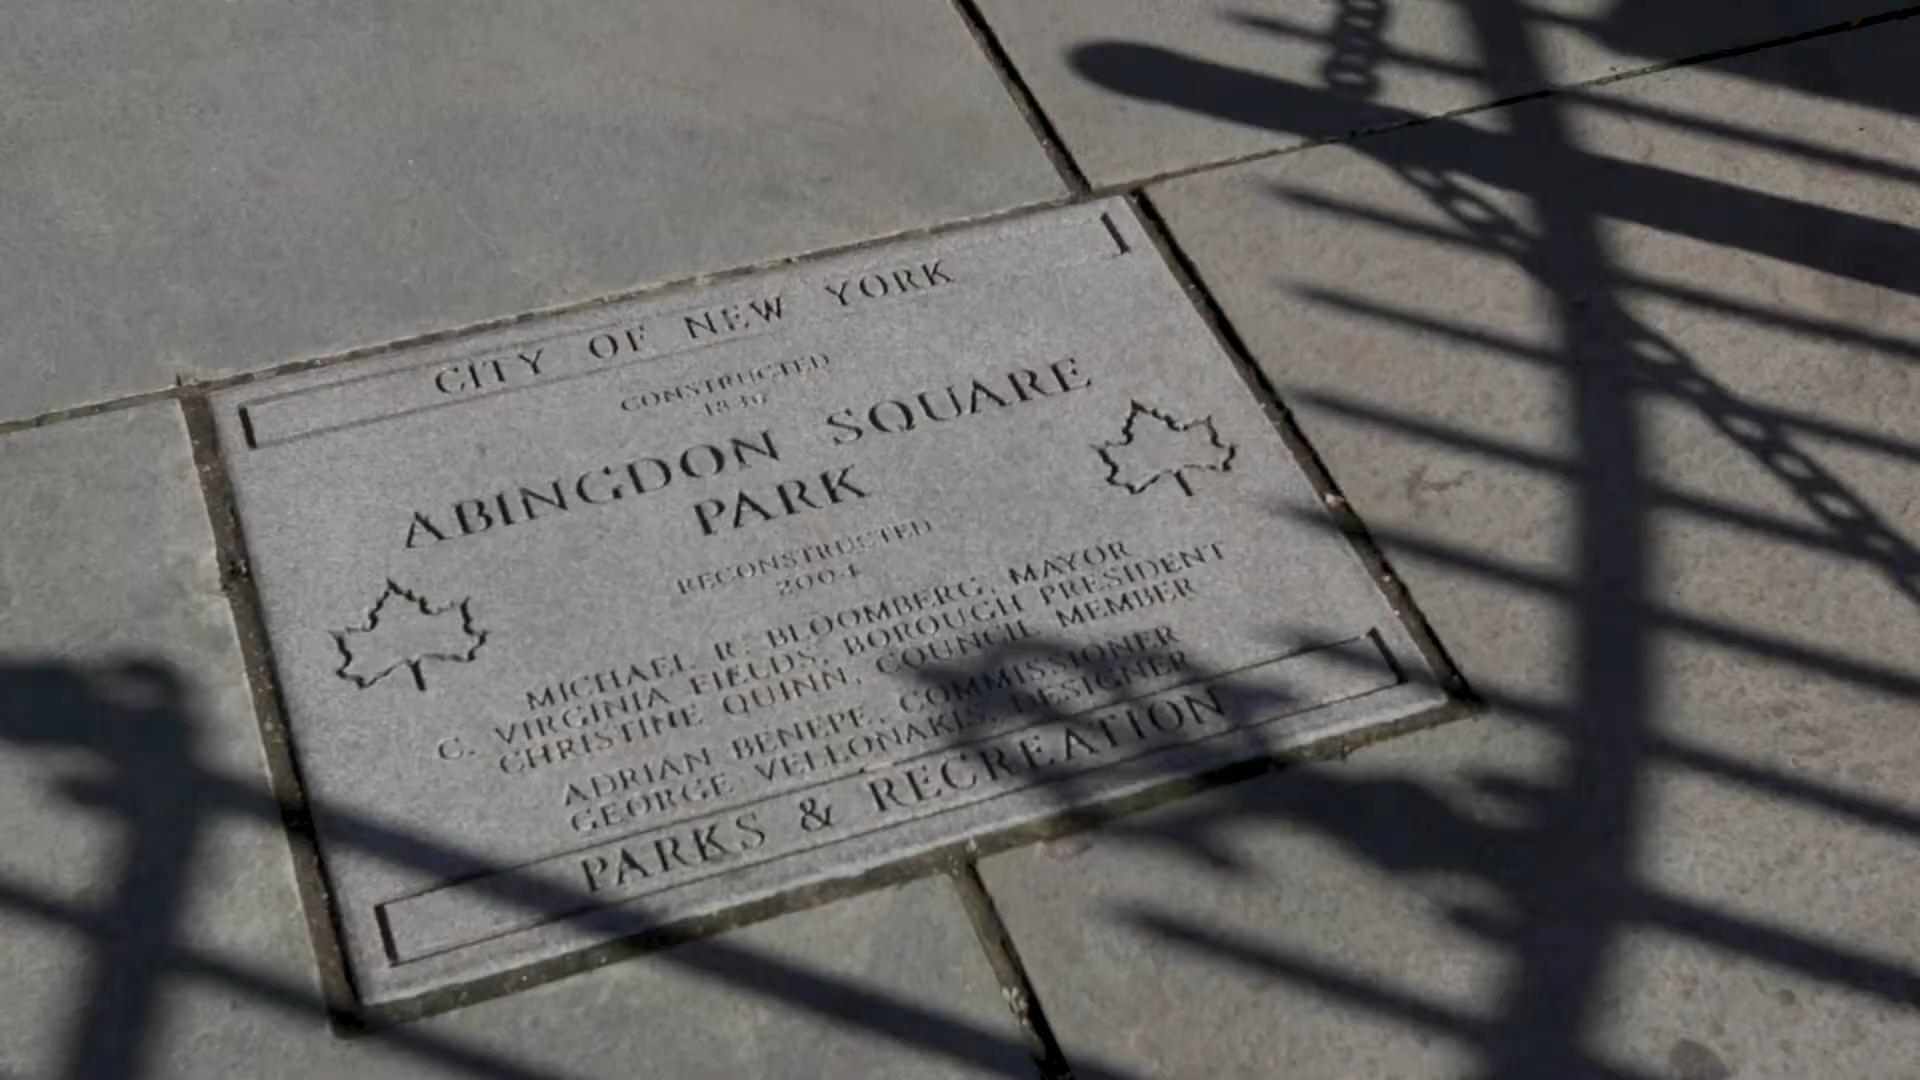 CITY OF NEW YORK
CONSTRUCTED
ABINGDON SQUARE
PARK
RECONSTRUCTED
2004
MICHAEL R. BLOOMBERG, MAYOR
C. VIRGINIA FIELDS, BOROUGH PRESIDENT
CHRISTINE QUINN, COUNCIL MEMBER
ADRIAN BENEPE, COMMISSIONER
GEORGE VELLONAKIS, DESIGNER
PARKS & RECREATION